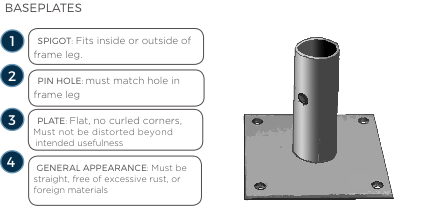 BASEPLATES
1
SPIGOT: Fits inside or outside of
frame leg.
2
PIN HOLE: must match hole in
frame leg
3
PLATE: Flat, no curled corners.
Must not be distorted beyond
intended usefulness
4
GENERAL APPEARANCE: Must be
straight, free of excessive rust, or
foreign materials